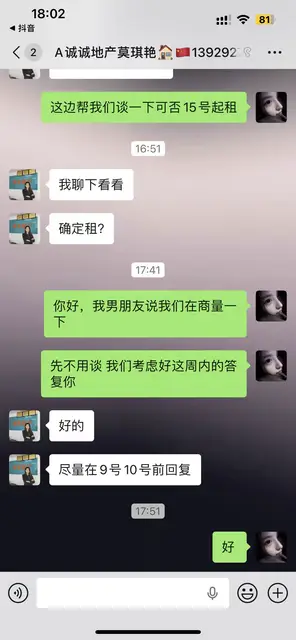 18:02
81
抖音
2
A诚诚地产莫琪艳🏠🇨🇳139292
这边帮我们谈一下可否15号起租
16:51
我聊下看看
确定租?
17:41
你好，我男朋友说我们在商量一
下
先不用谈 我们考虑好这周内的答
复你
好的
尽量在9号10号前回复
17:51
好